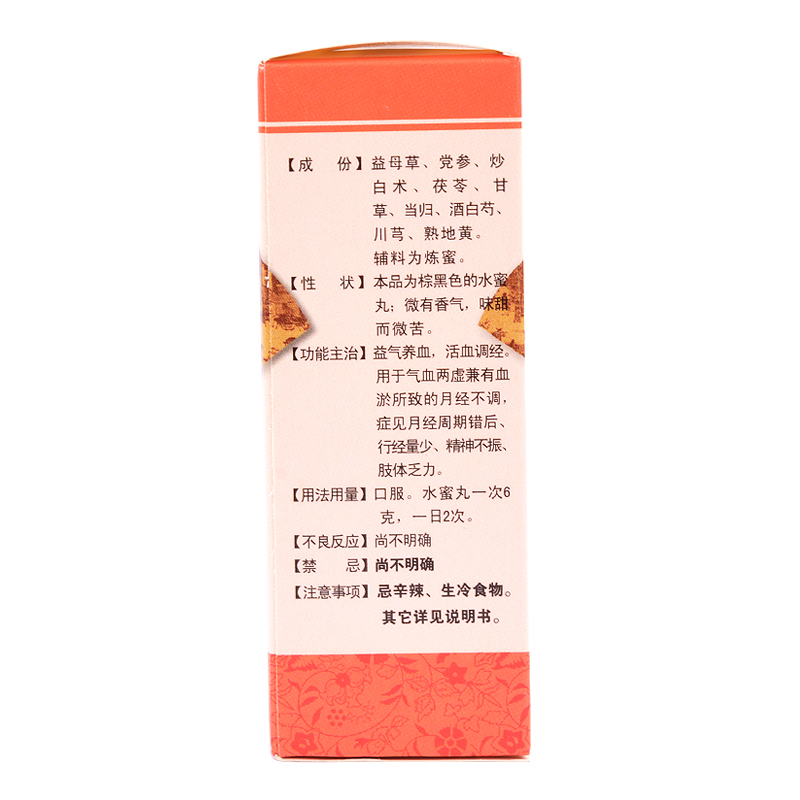 【成　份】益母草、党参、炒
白术、茯苓、甘
草、当归、酒白芍、
川芎、熟地黄。
辅料为炼蜜。
【性　状】本品为棕黑色的水蜜
丸；微有香气，味甜
而微苦。
【功能主治】益气养血，活血调经。
用于气血两虚兼有血
淤所致的月经不调，
症见月经周期错后、
行经量少、精神不振、
肢体乏力。
【用法用量】口服。水蜜丸一次6
克，一日2次。
【不良反应】尚不明确
【禁　忌】尚不明确
【注意事项】忌辛辣、生冷食物。
其它详见说明书。